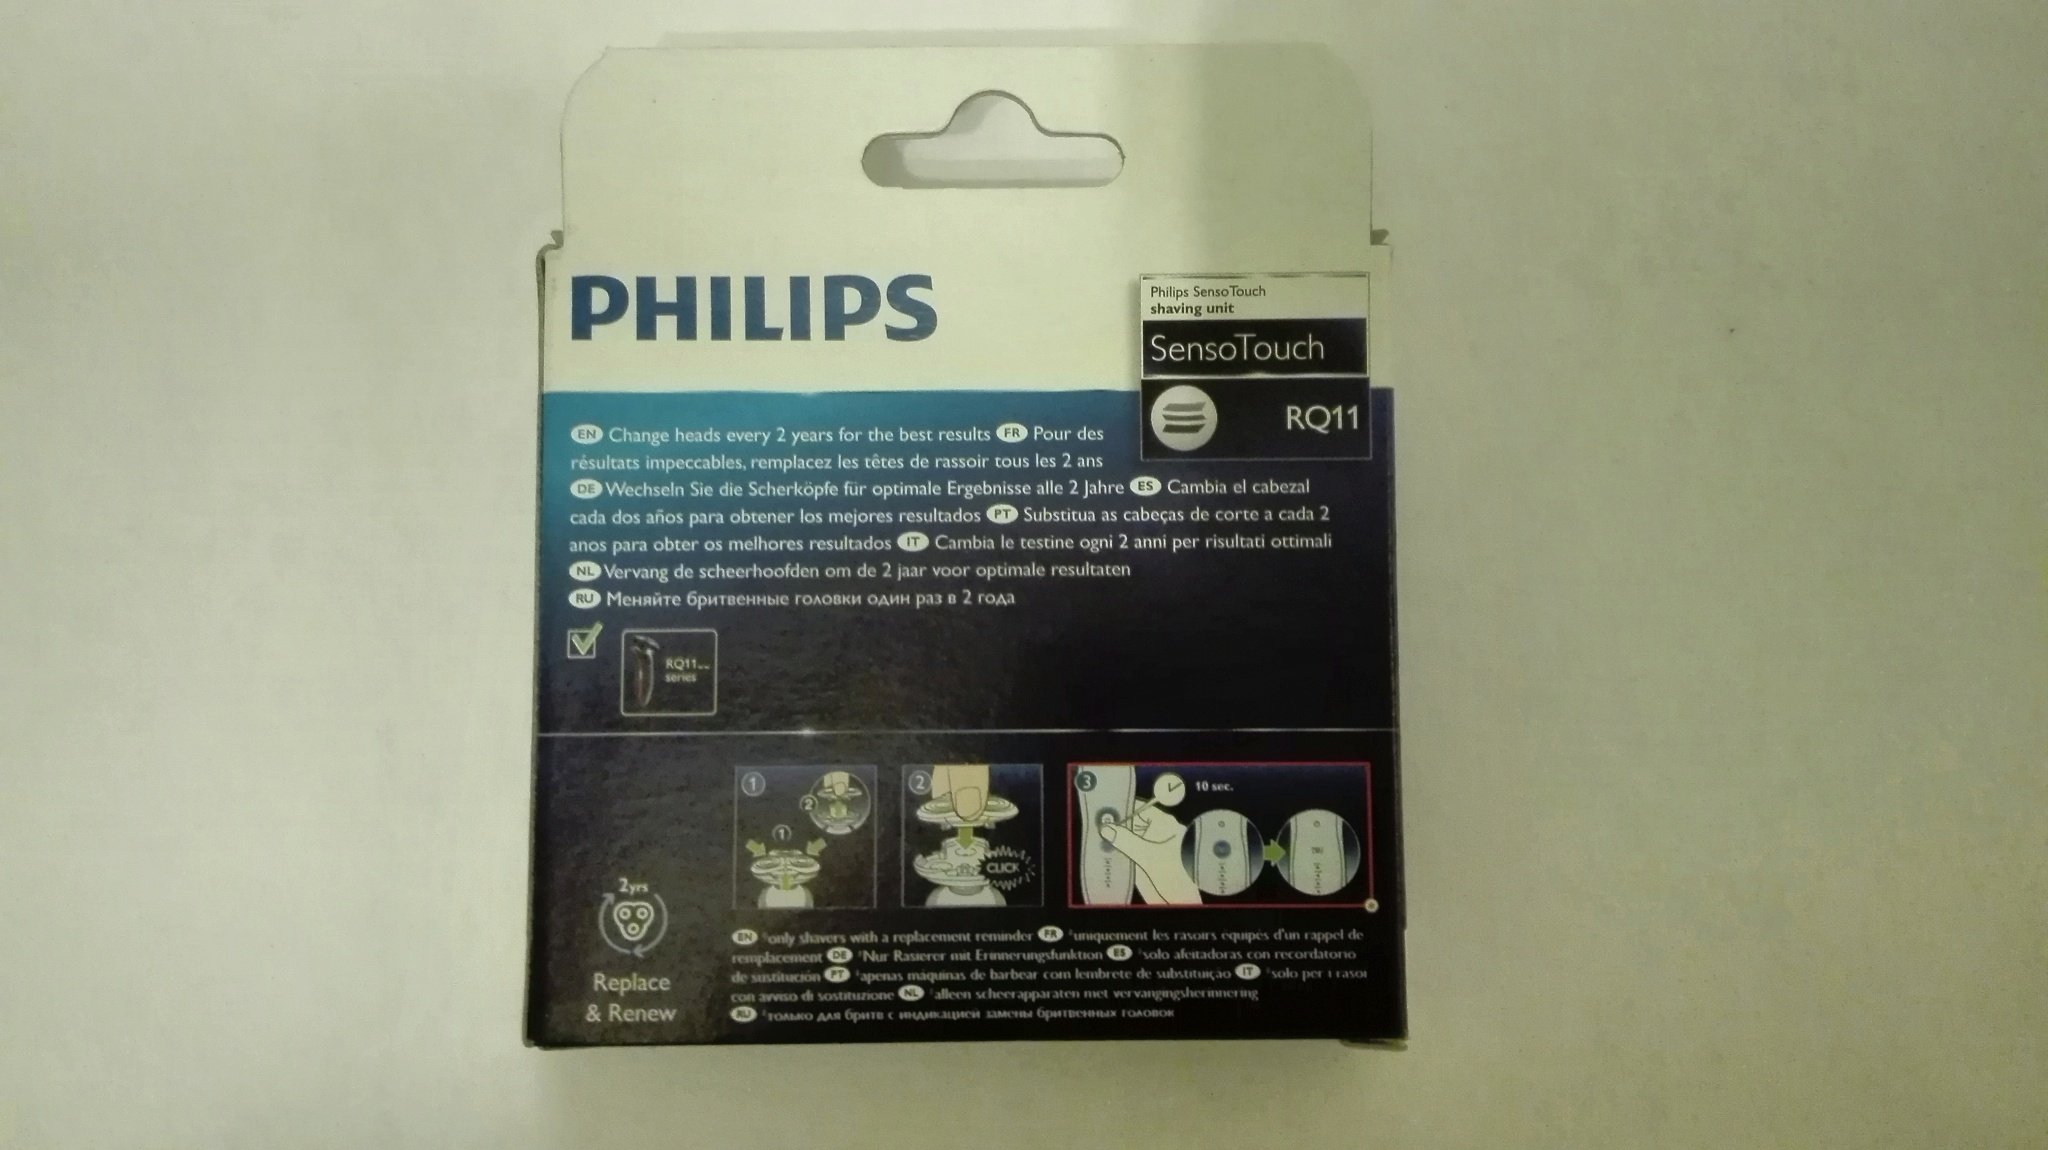 PHILIPS
Philips SensoTouch
shaving unit
SensoTouch
RQ11
EN Change heads every 2 years for the best results FR Pour des
résultats impeccables, remplacez les têtes de rassoir tous les 2 ans
DE Wechseln Sie die Scherköpfe für optimale Ergebnisse alle 2 Jahre ES Cambia el cabezal
cada dos años para obtener los mejores resultados PT Substitua as cabeças de corte a cada 2
anos para obter os melhores resultados IT Cambia le testine ogni 2 anni per risultati ottimali
NL Vervang de scheerhoofden om de 2 jaar voor optimale resultaten
RU Меняйте бритвенные головки один раз в 2 года
RQ11...
series
1
2
1
2
CLICK
3
10 sec.
2yrs
Replace
& Renew
EN *only shavers with a replacement reminder FR *uniquement les rasoirs équipés d'un rappel de
remplacement DE *Nur Rasierer mit Erinnerungsfunktion ES *solo afeitadoras con recordatorio
de sustitución PT *apenas máquinas de barbear com lembrete de substituição IT *solo per i rasoi
con avviso di sostituzione NL *alleen scheerapparaten met vervangingsherinnering
RU *только для бритв с индикацией замены бритвенных головок